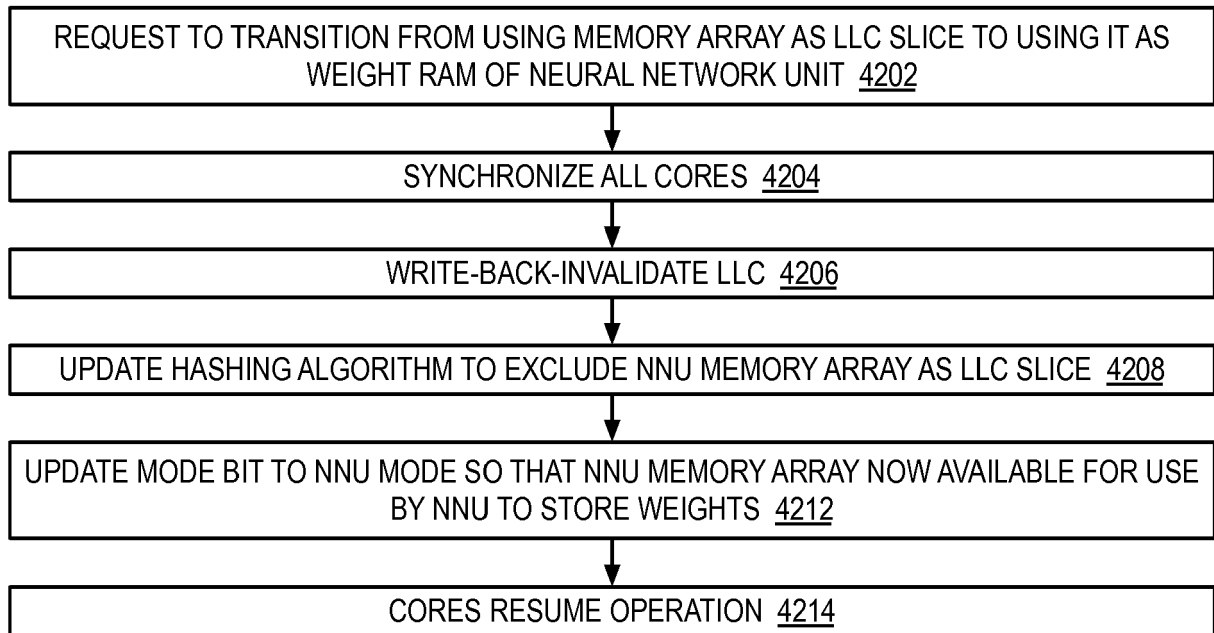 REQUEST TO TRANSITION FROM USING MEMORY ARRAY AS LLC SLICE TO USING IT AS
WEIGHT RAM OF NEURAL NETWORK UNIT 4202
SYNCHRONIZE ALL CORES 4204
WRITE-BACK-INVALIDATE LLC 4206
UPDATE HASHING ALGORITHM TO EXCLUDE NNU MEMORY ARRAY AS LLC SLICE 4208
UPDATE MODE BIT TO NNU MODE SO THAT NNU MEMORY ARRAY NOW AVAILABLE FOR USE
BY NNU TO STORE WEIGHTS 4212
CORES RESUME OPERATION 4214